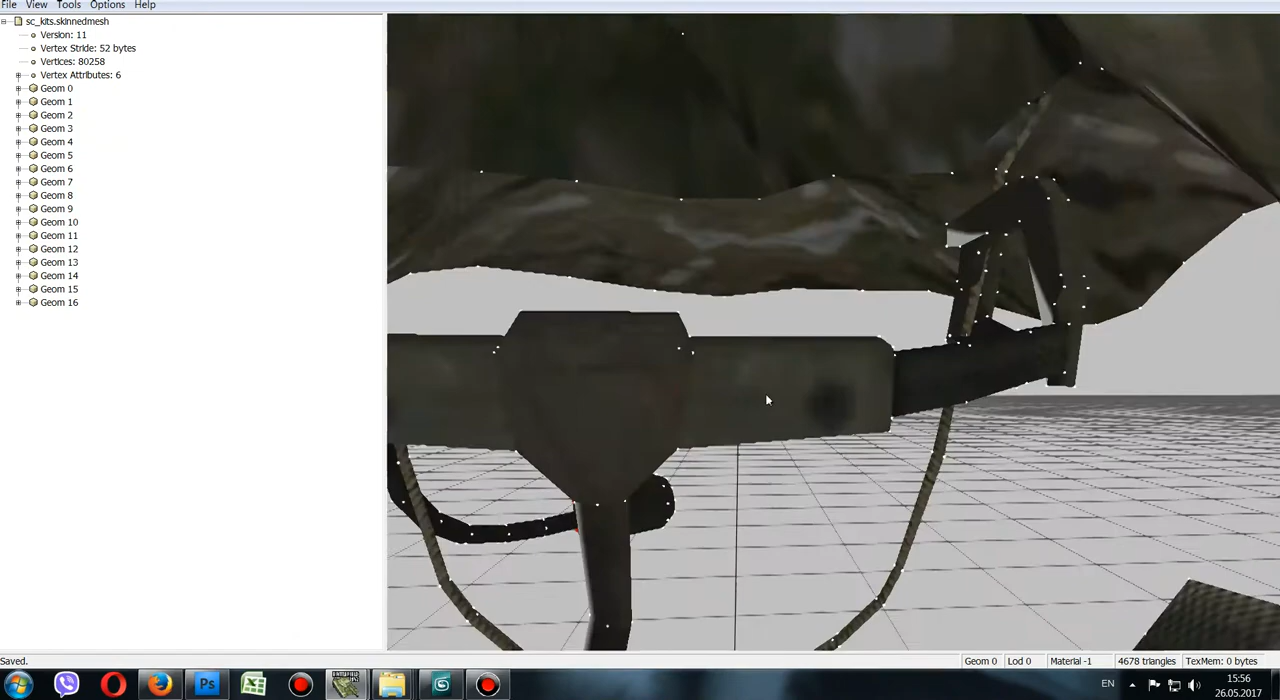 File View Tools Options Help
sc_kits.skinnedmesh
Version: 11
Vertex Stride: 52 bytes
Vertices: 80258
Vertex Attributes: 6
Geom 0
Geom 1
Geom 2
Geom 3
Geom 4
Geom 5
Geom 6
Geom 7
Geom 8
Geom 9
Geom 10
Geom 11
Geom 12
Geom 13
Geom 14
Geom 15
Geom 16
Saved. Geom 0 Lod 0 Material -1 4678 triangles TexMem: 0 bytes
Ps EN 15:56
26.05.2017